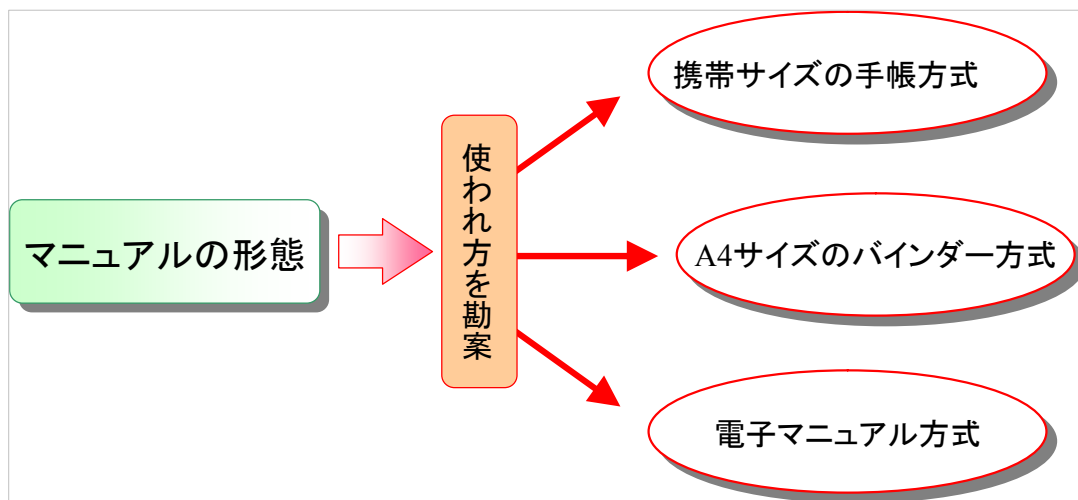 マニュアルの形態
使われ方を勘案
携帯サイズの手帳方式
A4サイズのバインダー方式
電子マニュアル方式